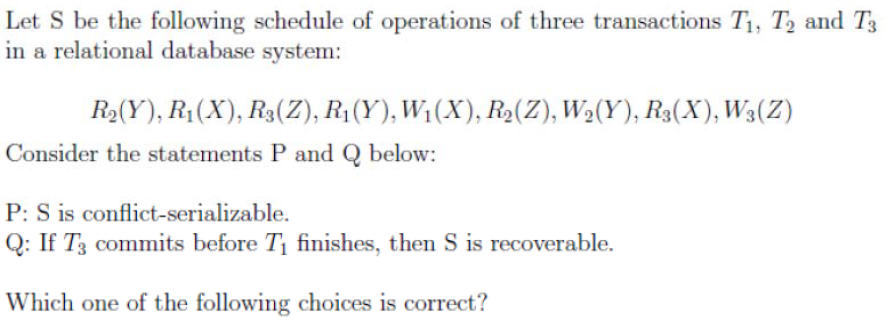 Let S be the following schedule of operations of three transactions T₁, T₂ and T₃
in a relational database system:
R₂(Y), R₁(X), R₃(Z), R₁(Y), W₁(X), R₂(Z), W₂(Y), R₃(X), W₃(Z)
Consider the statements P and Q below:
P: S is conflict-serializable.
Q: If T₃ commits before T₁ finishes, then S is recoverable.
Which one of the following choices is correct?